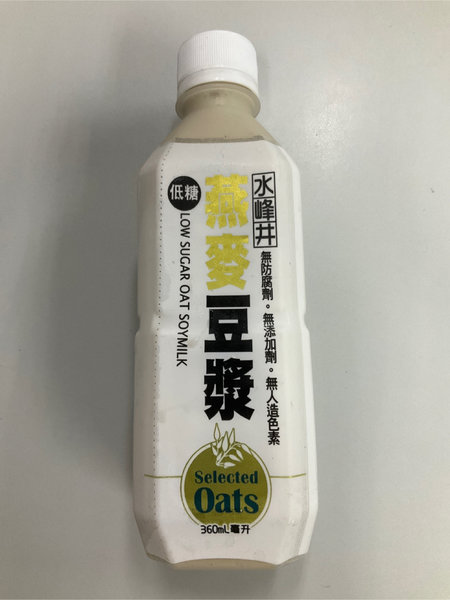 水峰井
低糖
燕麥豆漿
LOW SUGAR OAT SOYMILK
無防腐劑。無添加劑。無人造色素
Selected
Oats
360mL毫升